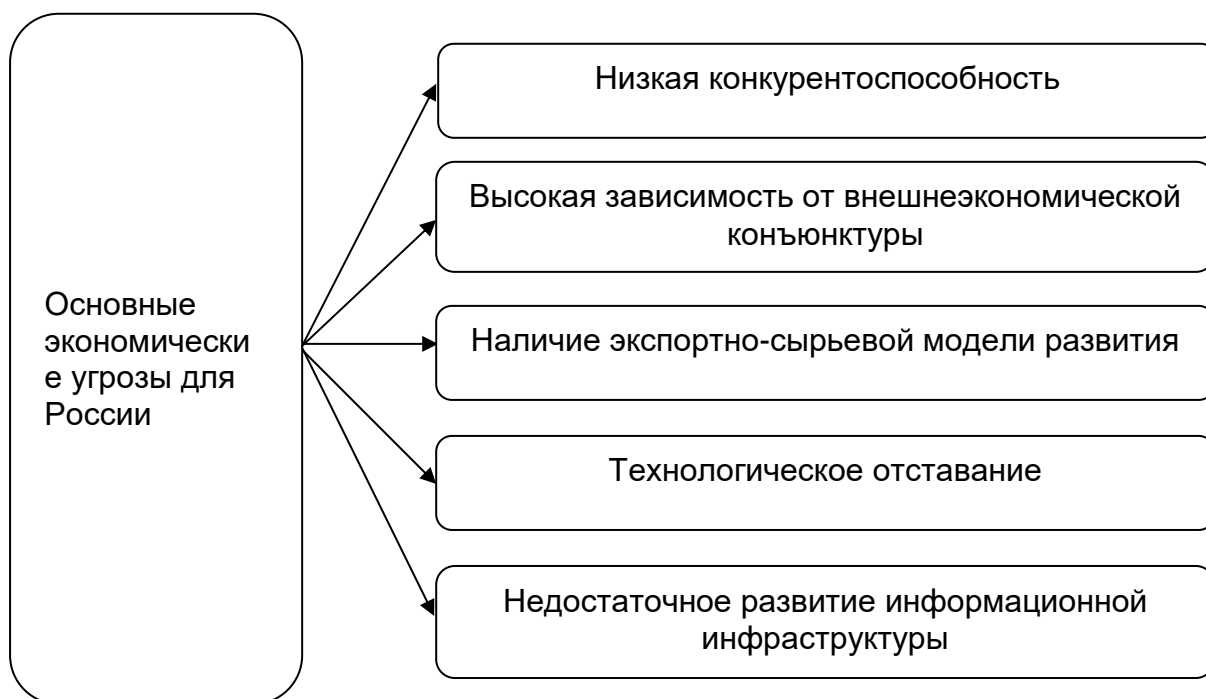 Основные
экономически
е угрозы для
России
Низкая конкурентоспособность
Высокая зависимость от внешнеэкономической
конъюнктуры
Наличие экспортно-сырьевой модели развития
Технологическое отставание
Недостаточное развитие информационной
инфраструктуры